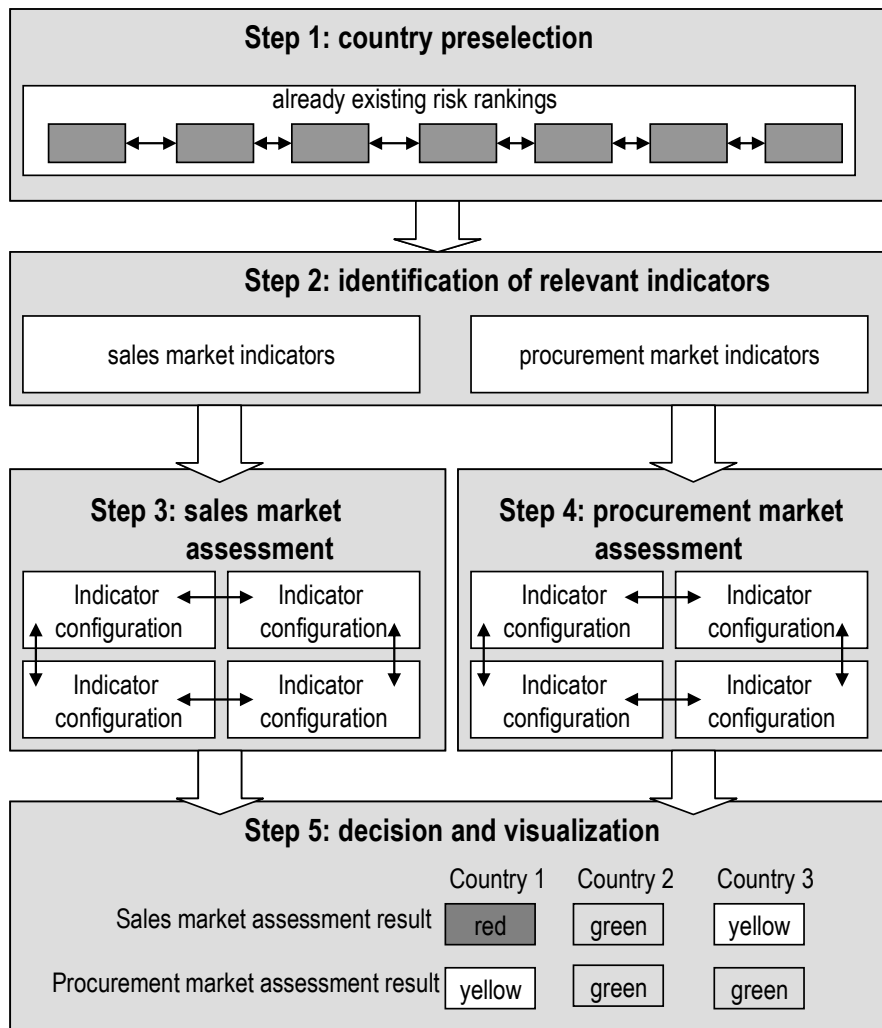 Step 1: country preselection
already existing risk rankings
Step 2: identification of relevant indicators
sales market indicators
procurement market indicators
Step 3: sales market
assessment
Indicator
configuration
Indicator
configuration
Indicator
configuration
Indicator
configuration
Step 4: procurement market
assessment
Indicator
configuration
Indicator
configuration
Indicator
configuration
Indicator
configuration
Step 5: decision and visualization
Country 1 Country 2 Country 3
Sales market assessment result red green yellow
Procurement market assessment result yellow green green